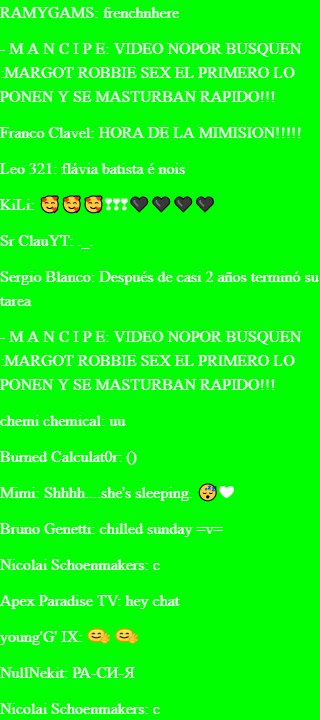 RAMYGAMS: frenchnhere
- M A N C I P E: VIDEO NOPOR BUSQUEN
:MARGOT ROBBIE SEX EL PRIMERO LO
PONEN Y SE MASTURBAN RAPIDO!!!
Franco Clavel: HORA DE LA MIMISION!!!!!
Leo 321: flávia batista é nois
KiLi: 🥰🥰🥰❣❣❣🖤🖤🖤🖤
Sr ClauYT: ._.
Sergio Blanco: Después de casi 2 años terminó su
tarea
- M A N C I P E: VIDEO NOPOR BUSQUEN
:MARGOT ROBBIE SEX EL PRIMERO LO
PONEN Y SE MASTURBAN RAPIDO!!!
chemi chemical: uu
Burned Calculat0r: ()
Mimi: Shhhh....she's sleeping. 😴🤍
Bruno Genetti: chilled sunday =v=
Nicolai Schoenmakers: c
Apex Paradise TV: hey chat
young'G' IX: 🤗 🤗
NullNekit: РА-СИ-Я
Nicolai Schoenmakers: c